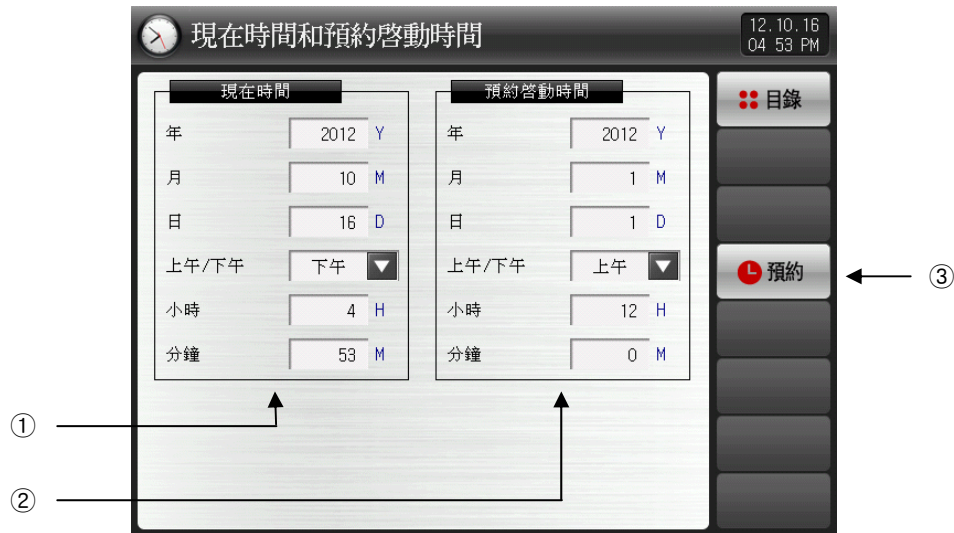 現在時間和預約啓動時間
12.10.16
04 53 PM
現在時間
年 2012 Y
月 10 M
日 16 D
上午/下午 下午
小時 4 H
分鐘 53 M
預約啓動時間
年 2012 Y
月 1 M
日 1 D
上午/下午 上午
小時 12 H
分鐘 0 M
目錄
預約
①
②
③